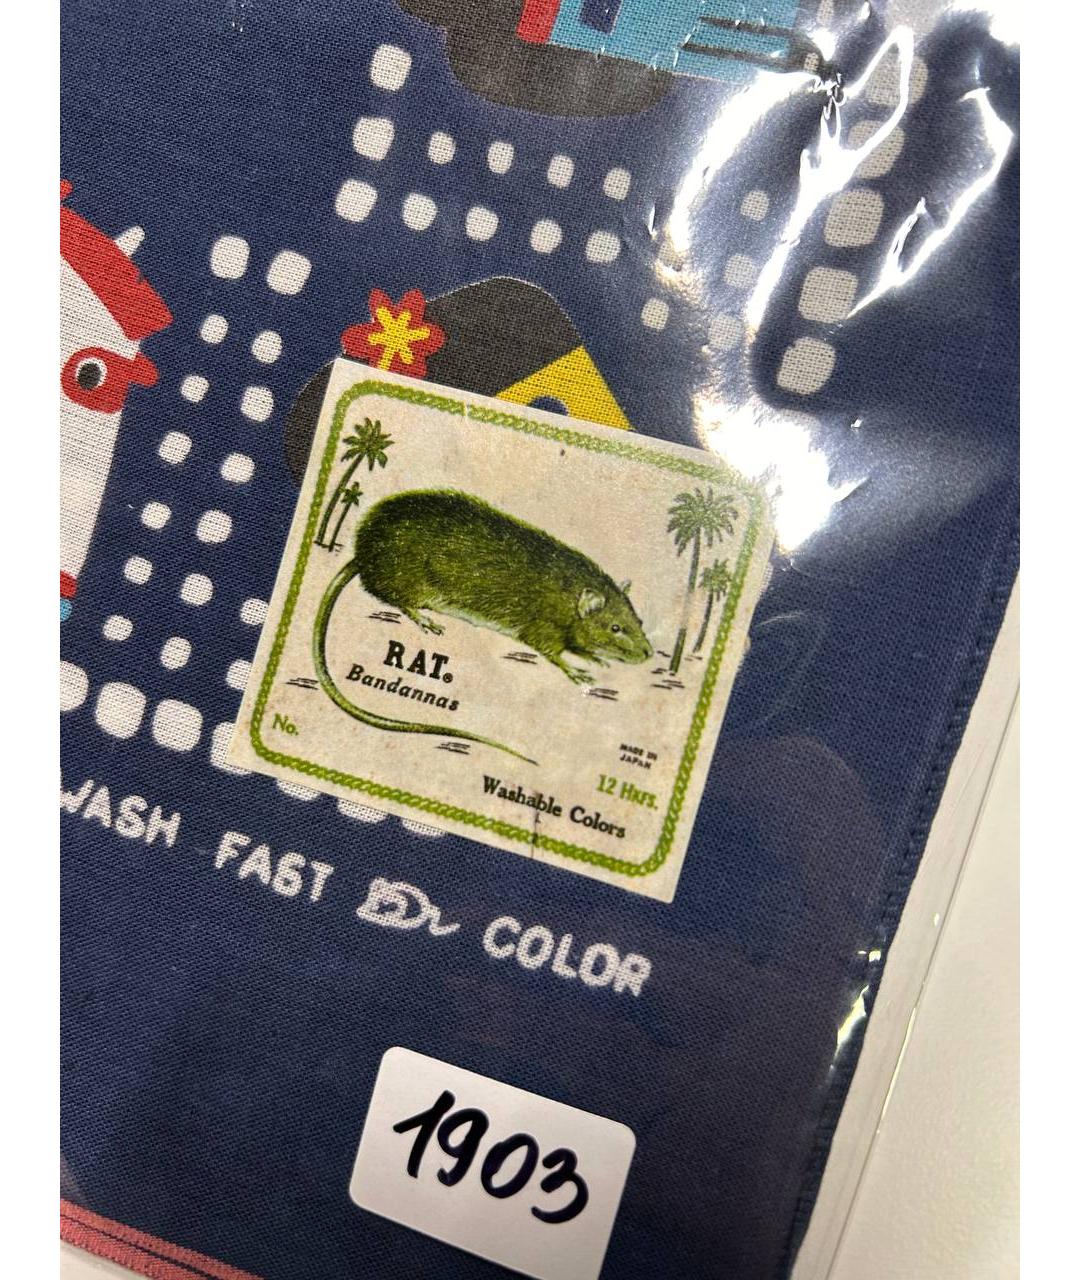 RAT®
Bandannas
No.
MADE IN
JAPAN
12 Hkfs.
Washable Colors
WASH FAST COLOR
1903